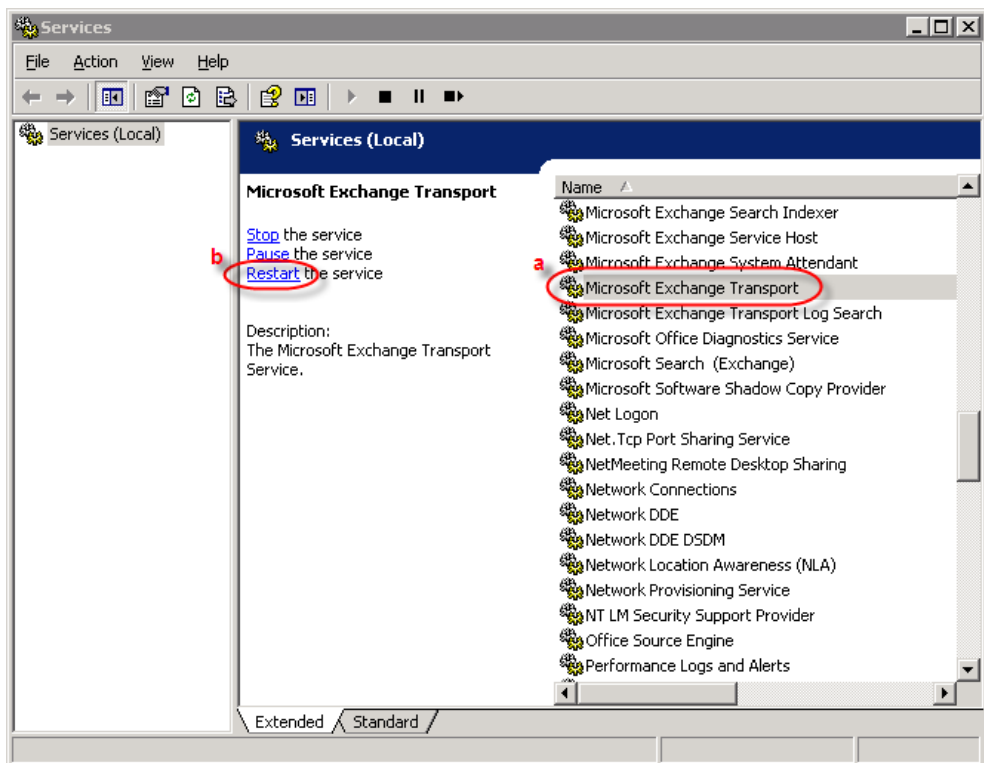 Services
File Action View Help
Services (Local)
Services (Local)
Microsoft Exchange Transport
Stop the service
Pause the service
b
Restart the service
Description:
The Microsoft Exchange Transport
Service.
Name
Microsoft Exchange Search Indexer
Microsoft Exchange Service Host
Microsoft Exchange System Attendant
a
Microsoft Exchange Transport
Microsoft Exchange Transport Log Search
Microsoft Office Diagnostics Service
Microsoft Search (Exchange)
Microsoft Software Shadow Copy Provider
Net Logon
Net.Tcp Port Sharing Service
NetMeeting Remote Desktop Sharing
Network Connections
Network DDE
Network DDE DSDM
Network Location Awareness (NLA)
Network Provisioning Service
NT LM Security Support Provider
Office Source Engine
Performance Logs and Alerts
Extended Standard